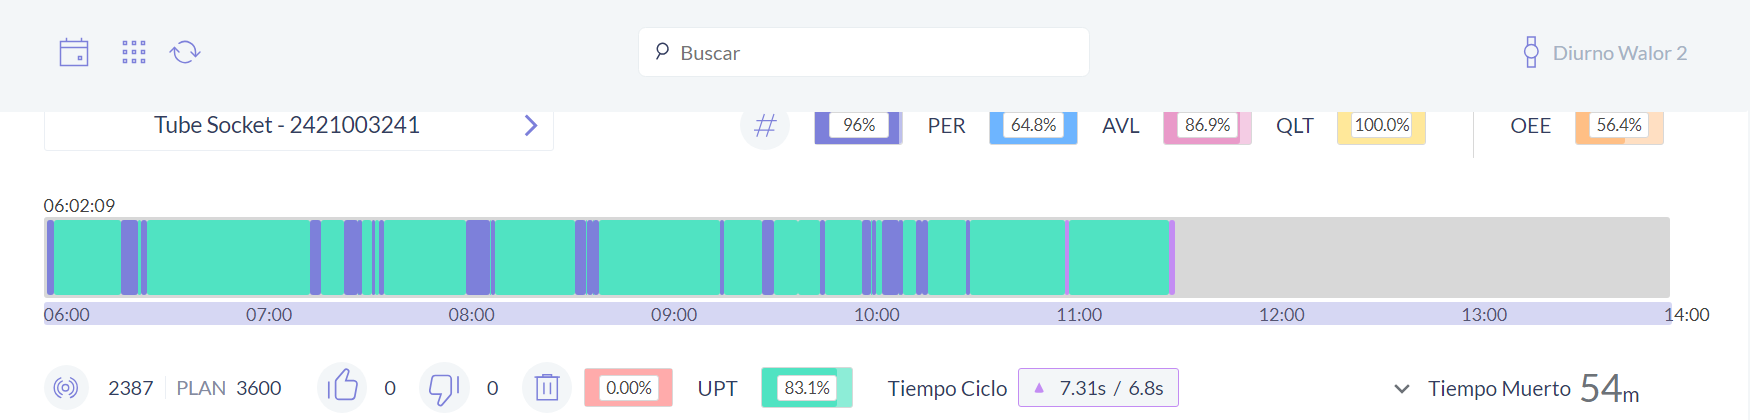 Buscar
Diurno Walor 2
Tube Socket - 2421003241
# 96% PER 64.8% AVL 86.9% QLT 100.0% OEE 56.4%
06:02:09
06:00 07:00 08:00 09:00 10:00 11:00 12:00 13:00 14:00
2387 PLAN 3600 0 0 0.00% UPT 83.1% Tiempo Ciclo 7.31s / 6.8s Tiempo Muerto 54m